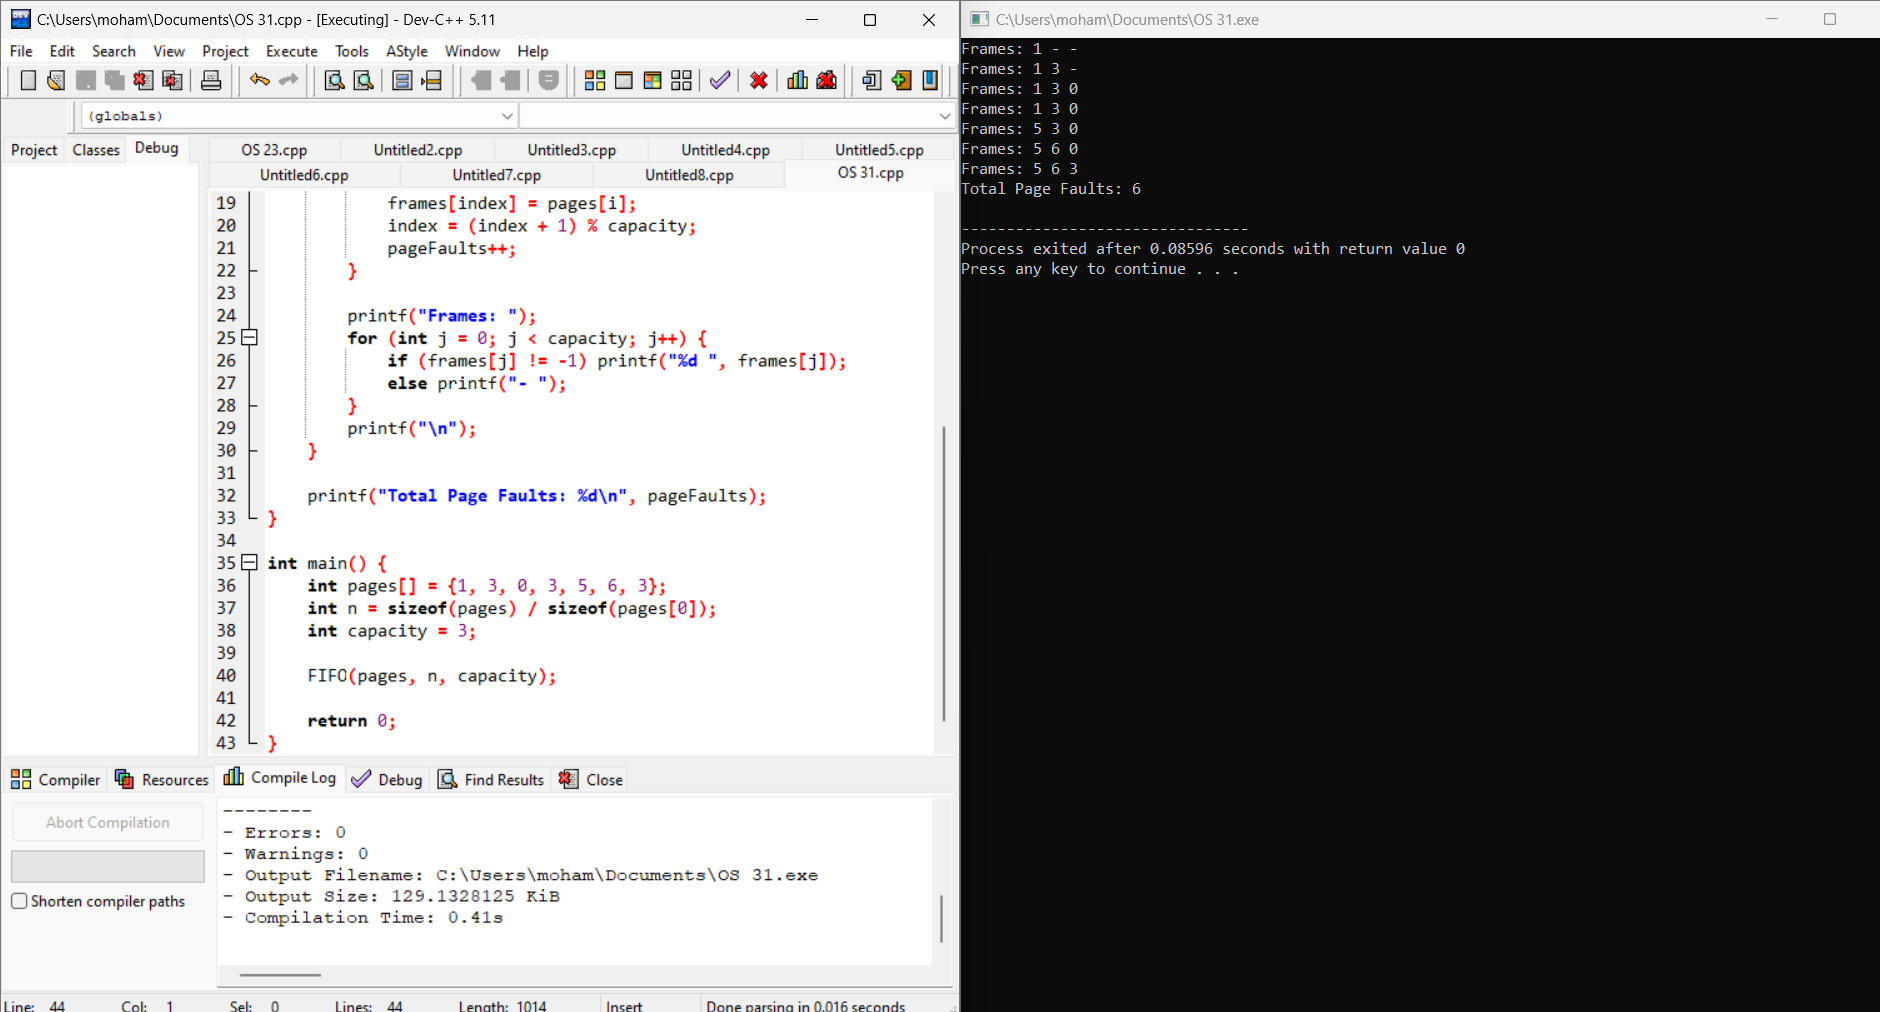 C:\Users\moham\Documents\OS 31.cpp - [Executing] - Dev-C++ 5.11
File Edit Search View Project Execute Tools AStyle Window Help
(globals)
Project Classes Debug
OS 23.cpp Untitled2.cpp Untitled3.cpp Untitled4.cpp Untitled5.cpp
Untitled6.cpp Untitled7.cpp Untitled8.cpp OS 31.cpp
19 frames[index] = pages[i];
20 index = (index + 1) % capacity;
21 pageFaults++;
22 }
23
24 printf("Frames: ");
25 for (int j = 0; j < capacity; j++) {
26 if (frames[j] != -1) printf("%d ", frames[j]);
27 else printf("- ");
28 }
29 printf("\n");
30 }
31
32 printf("Total Page Faults: %d\n", pageFaults);
33 }
34
35 int main() {
36 int pages[] = {1, 3, 0, 3, 5, 6, 3};
37 int n = sizeof(pages) / sizeof(pages[0]);
38 int capacity = 3;
39
40 FIFO(pages, n, capacity);
41
42 return 0;
43 }
Compiler Resources Compile Log Debug Find Results Close
Abort Compilation
Shorten compiler paths
--------
- Errors: 0
- Warnings: 0
- Output Filename: C:\Users\moham\Documents\OS 31.exe
- Output Size: 129.1328125 KiB
- Compilation Time: 0.41s
Line: 44 Col: 1 Sel: 0 Lines: 44 Length: 1014 Insert Done parsing in 0.016 seconds
C:\Users\moham\Documents\OS 31.exe
Frames: 1 - -
Frames: 1 3 -
Frames: 1 3 0
Frames: 1 3 0
Frames: 5 3 0
Frames: 5 6 0
Frames: 5 6 3
Total Page Faults: 6
--------------------------------
Process exited after 0.08596 seconds with return value 0
Press any key to continue . . .